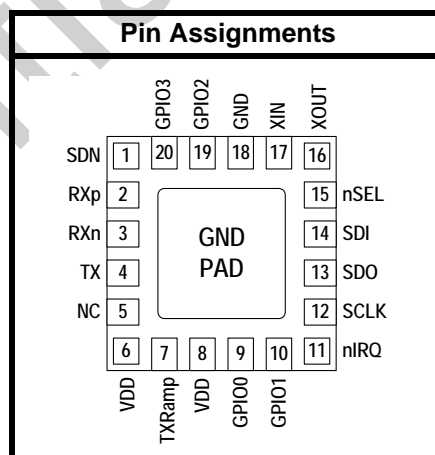 Pin Assignments
GPIO3 GPIO2 GND XIN XOUT
SDN 1 20 19 18 17 16
RXp 2 15 nSEL
RXn 3 GND 14 SDI
TX 4 PAD 13 SDO
NC 5 12 SCLK
6 7 8 9 10 11 nIRQ
VDD TXRamp VDD GPIO0 GPIO1